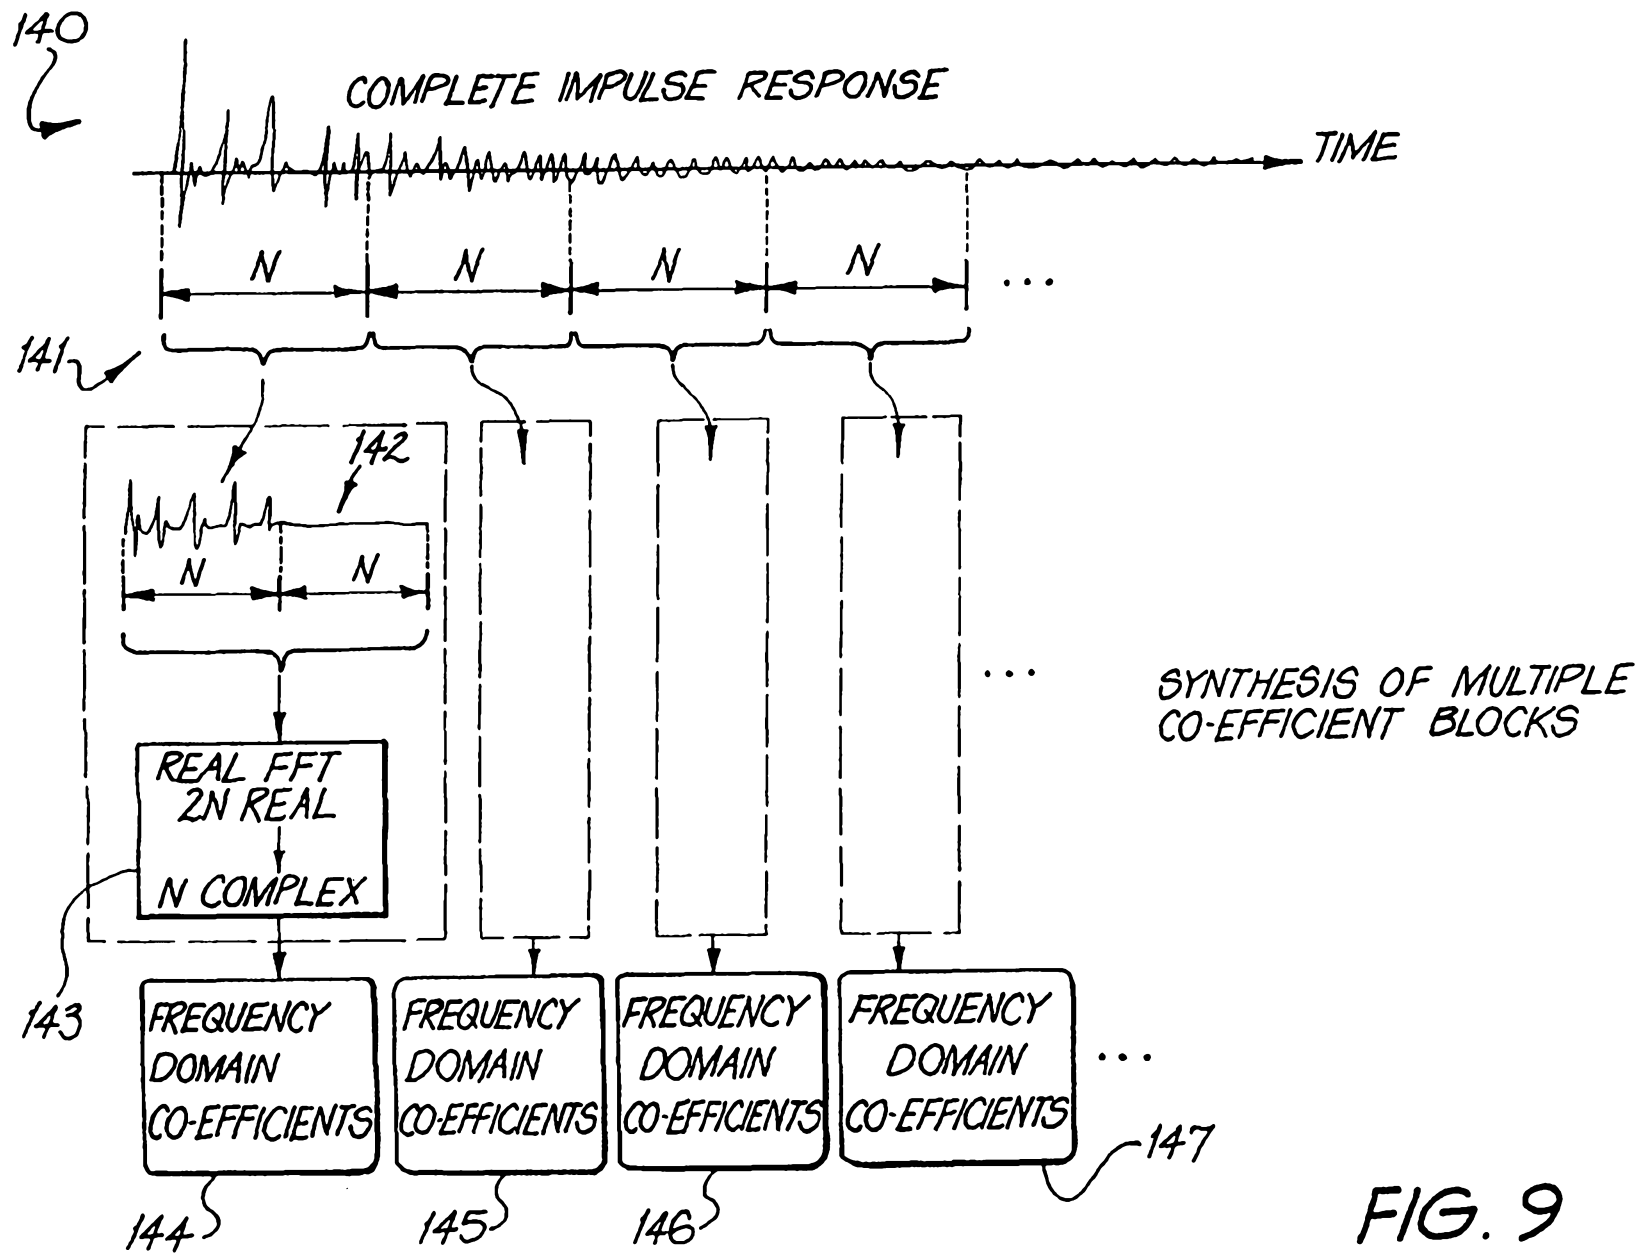 140
COMPLETE IMPULSE RESPONSE
TIME
N N N N ...
141
142
N N
REAL FFT
2N REAL
N COMPLEX
...
SYNTHESIS OF MULTIPLE
CO-EFFICIENT BLOCKS
143
FREQUENCY
DOMAIN
CO-EFFICIENTS
FREQUENCY
DOMAIN
CO-EFFICIENTS
FREQUENCY
DOMAIN
CO-EFFICIENTS
FREQUENCY
DOMAIN
CO-EFFICIENTS
...
144
145
146
147
FIG. 9